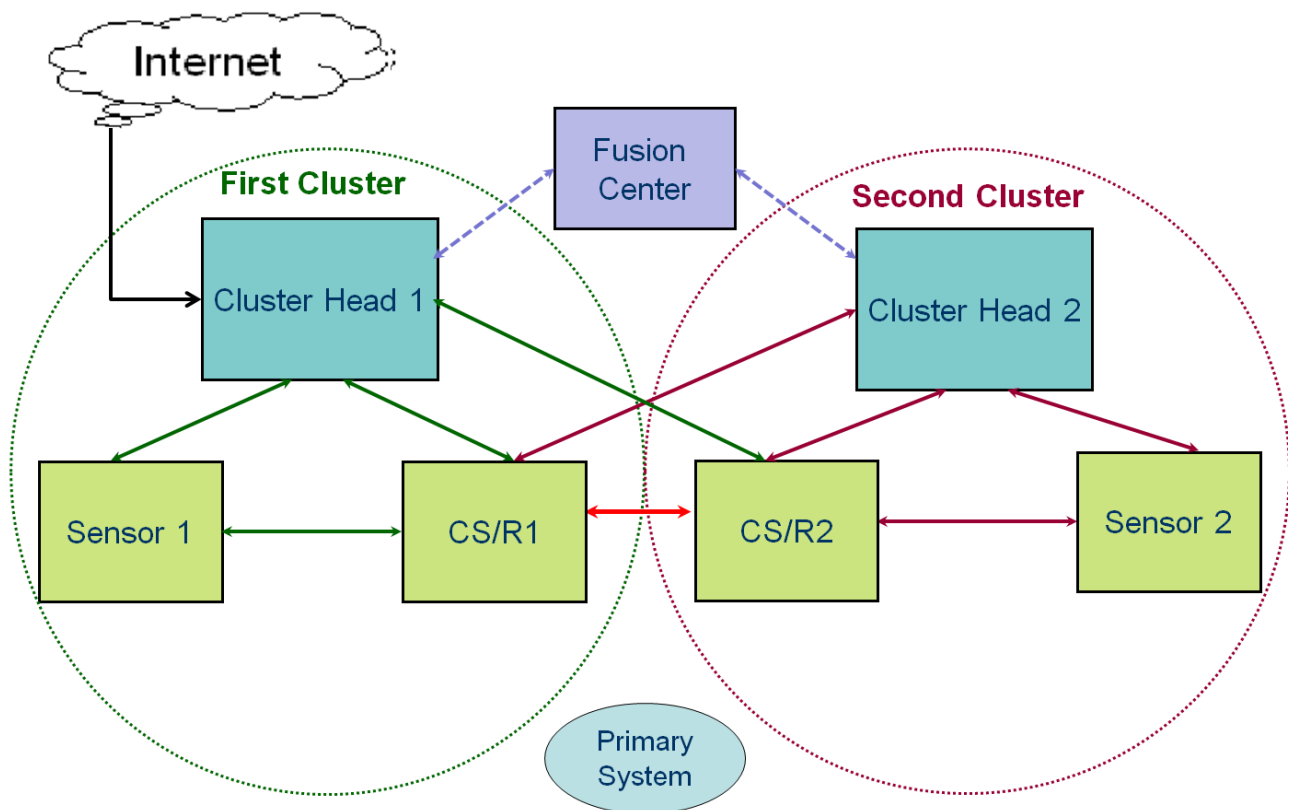 Internet
Fusion
Center
First Cluster
Second Cluster
Cluster Head 1
Cluster Head 2
Sensor 1
CS/R1
CS/R2
Sensor 2
Primary
System